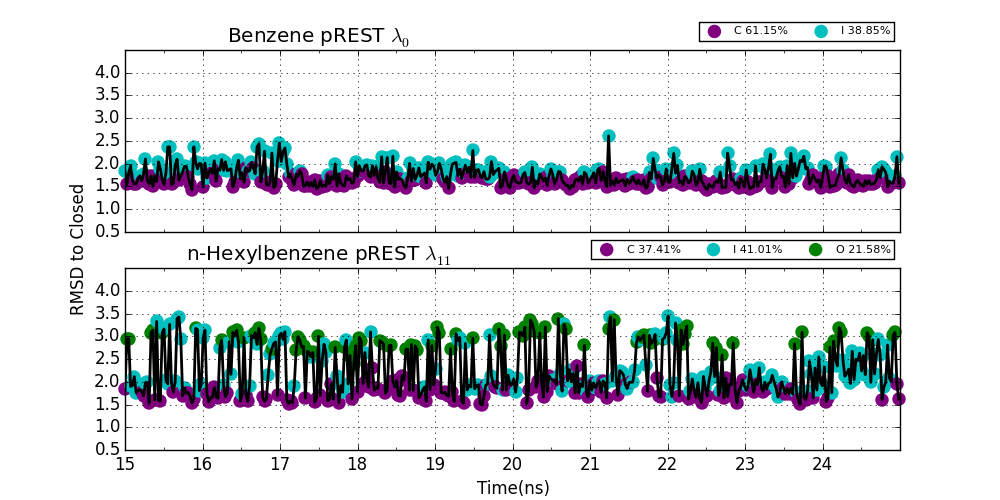 Benzene pREST λ0
C 61.15% I 38.85%
4.0
3.5
3.0
2.5
2.0
1.5
1.0
0.5
RMSD to Closed
n-Hexylbenzene pREST λ11
C 37.41% I 41.01% O 21.58%
4.0
3.5
3.0
2.5
2.0
1.5
1.0
0.5
15 16 17 18 19 20 21 22 23 24
Time(ns)